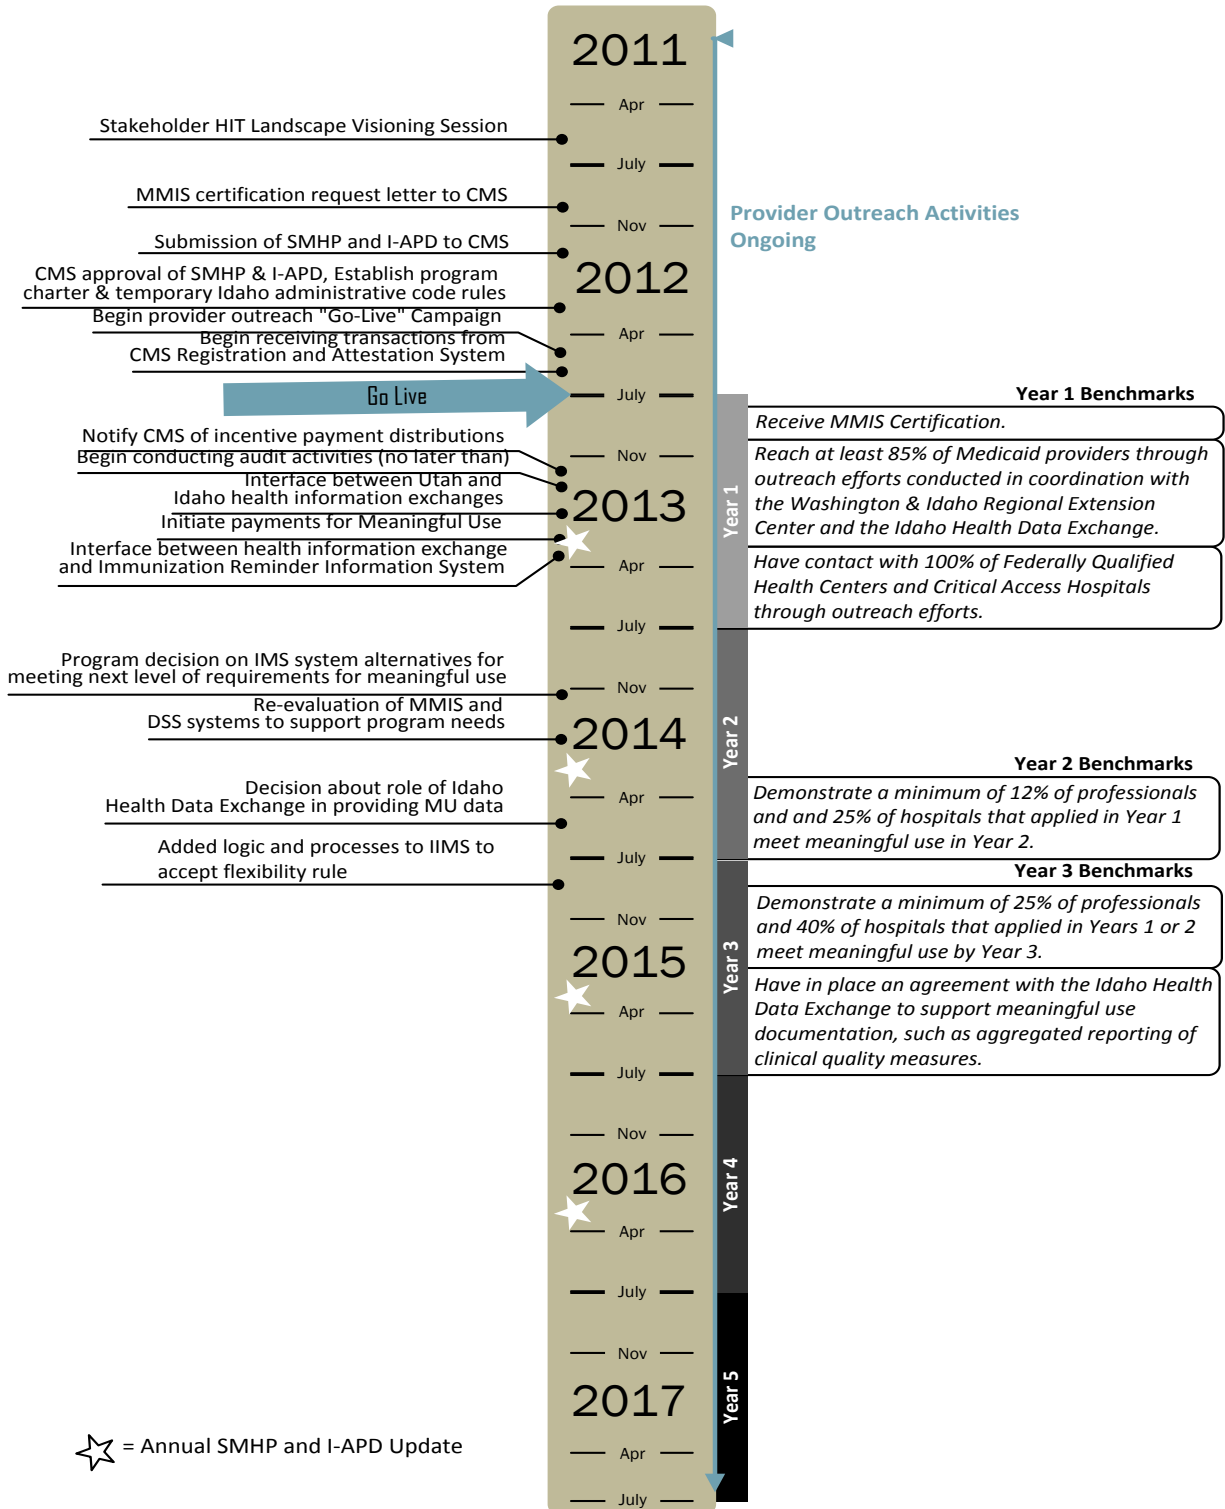 2011
Apr
Stakeholder HIT Landscape Visioning Session
July
MMIS certification request letter to CMS
Nov
Provider Outreach Activities
Ongoing
Submission of SMHP and I-APD to CMS
2012
CMS approval of SMHP & I-APD, Establish program
charter & temporary Idaho administrative code rules
Begin provider outreach "Go-Live" Campaign
Apr
Begin receiving transactions from
CMS Registration and Attestation System
Go Live
July
Year 1 Benchmarks
Receive MMIS Certification.
Notify CMS of incentive payment distributions
Begin conducting audit activities (no later than)
Nov
Reach at least 85% of Medicaid providers through
outreach efforts conducted in coordination with
the Washington & Idaho Regional Extension
Center and the Idaho Health Data Exchange.
Year 1
Interface between Utah and
Idaho health information exchanges
2013
Initiate payments for Meaningful Use
Interface between health information exchange
and Immunization Reminder Information System
Apr
Have contact with 100% of Federally Qualified
Health Centers and Critical Access Hospitals
through outreach efforts.
July
Program decision on IMS system alternatives for
meeting next level of requirements for meaningful use
Nov
Re-evaluation of MMIS and
DSS systems to support program needs
2014
Year 2
Year 2 Benchmarks
Decision about role of Idaho
Health Data Exchange in providing MU data
Apr
Demonstrate a minimum of 12% of professionals
and and 25% of hospitals that applied in Year 1
meet meaningful use in Year 2.
Added logic and processes to IIMS to
accept flexibility rule
July
Year 3 Benchmarks
Nov
Demonstrate a minimum of 25% of professionals
and 40% of hospitals that applied in Years 1 or 2
meet meaningful use by Year 3.
2015
Year 3
Apr
Have in place an agreement with the Idaho Health
Data Exchange to support meaningful use
documentation, such as aggregated reporting of
clinical quality measures.
July
Nov
2016
Year 4
Apr
July
Nov
2017
Year 5
= Annual SMHP and I-APD Update
Apr
July